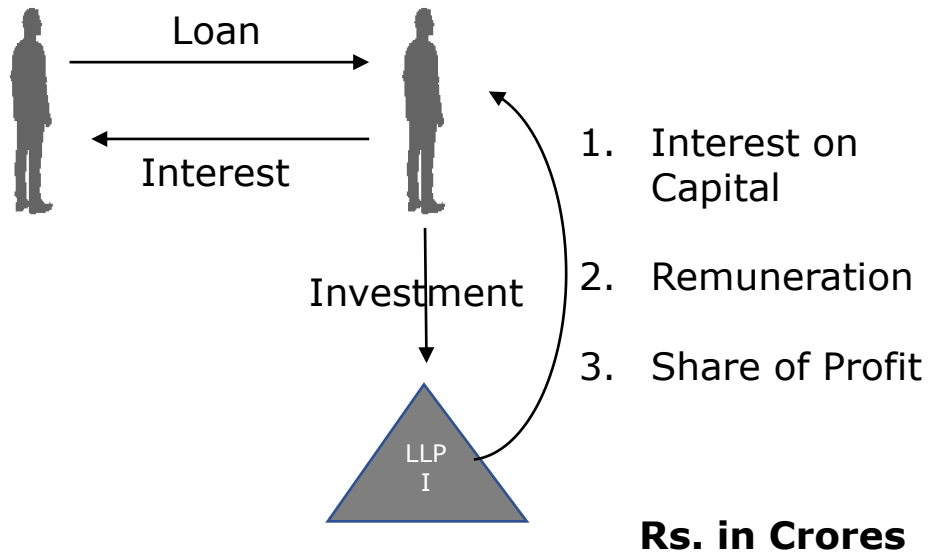 Loan
Interest
Investment
1. Interest on
Capital
2. Remuneration
3. Share of Profit
LLP
I
Rs. in Crores